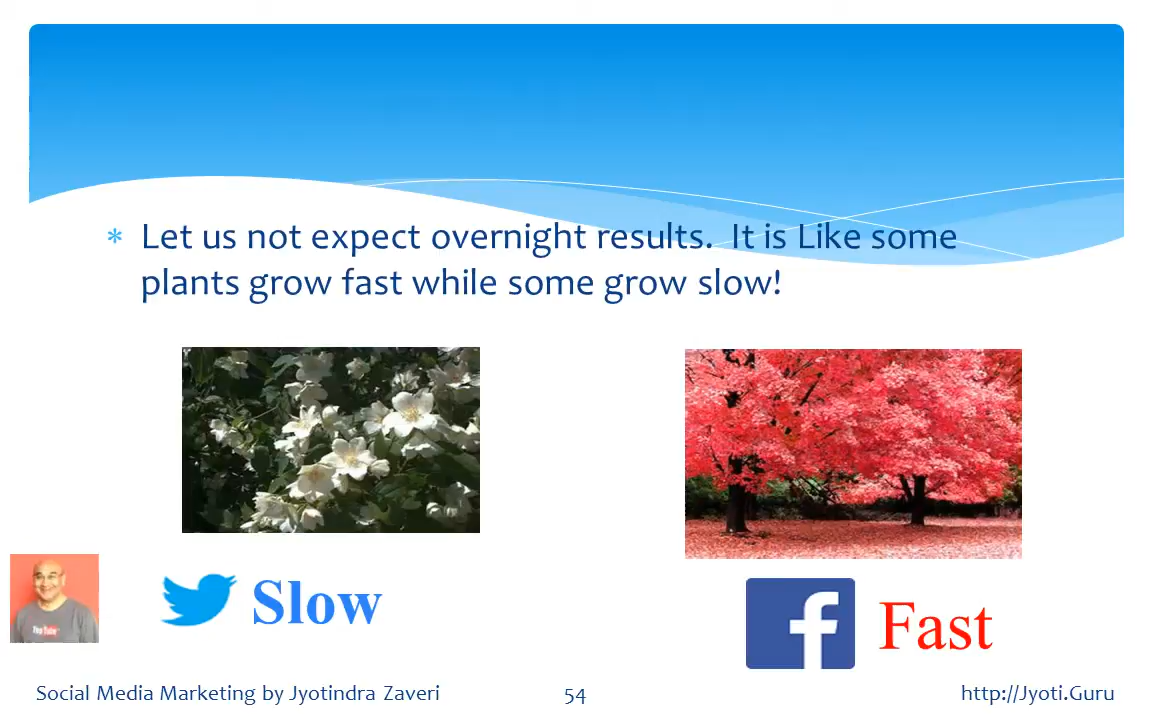 Let us not expect overnight results. It is Like some
plants grow fast while some grow slow!
Slow
Fast
YouTube
Social Media Marketing by Jyotindra Zaveri
54
http://Jyoti.Guru